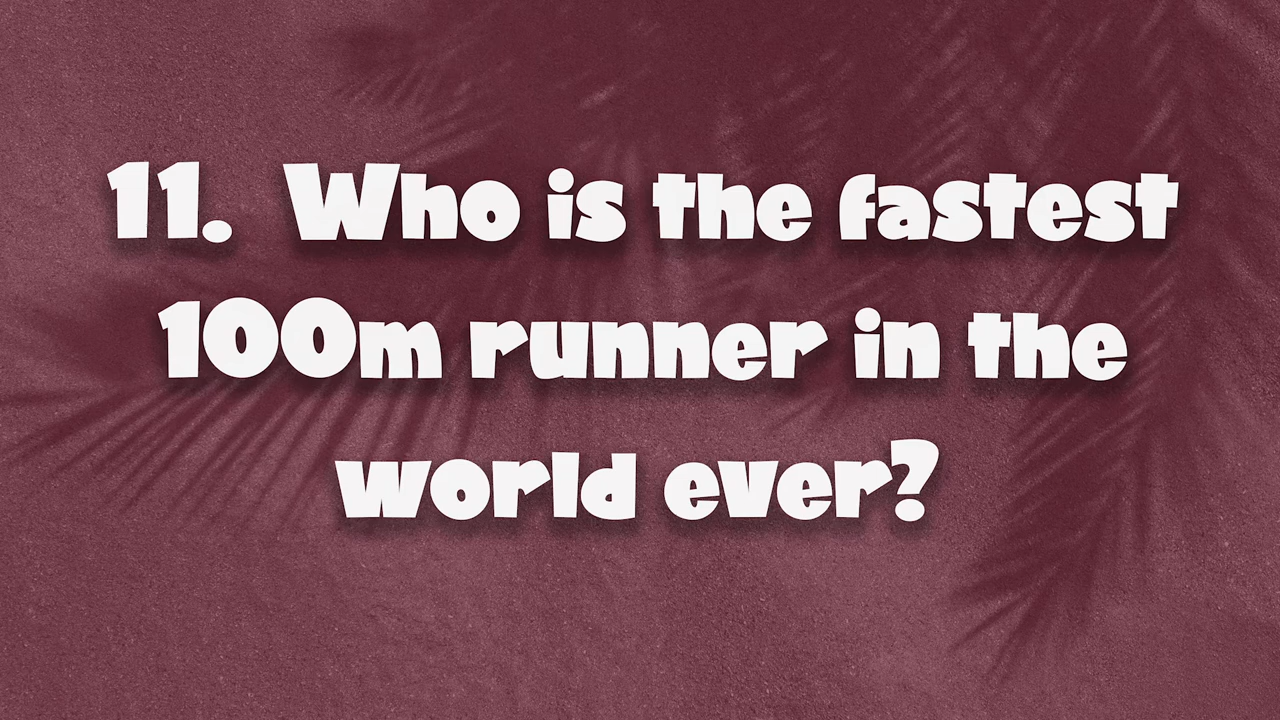 11. Who is the fastest
100m runner in the
world ever?